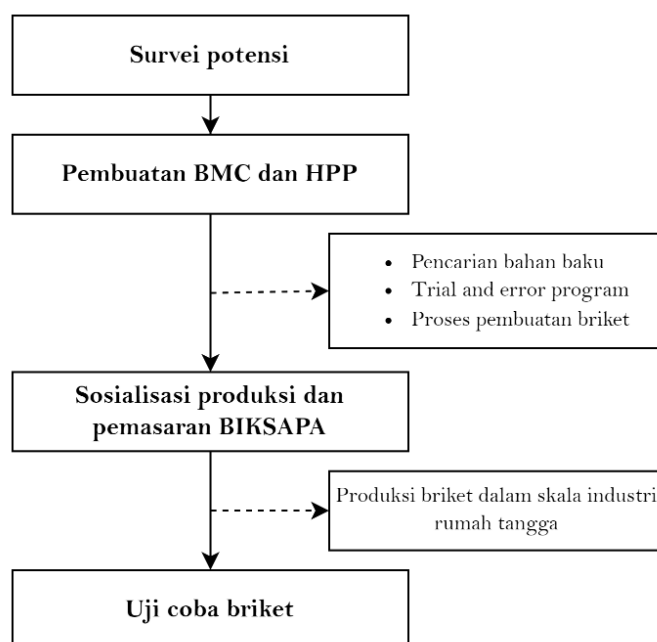 Survei potensi
Pembuatan BMC dan HPP
• Pencarian bahan baku
• Trial and error program
• Proses pembuatan briket
Sosialisasi produksi dan
pemasaran BIKSAPA
Produksi briket dalam skala industri
rumah tangga
Uji coba briket